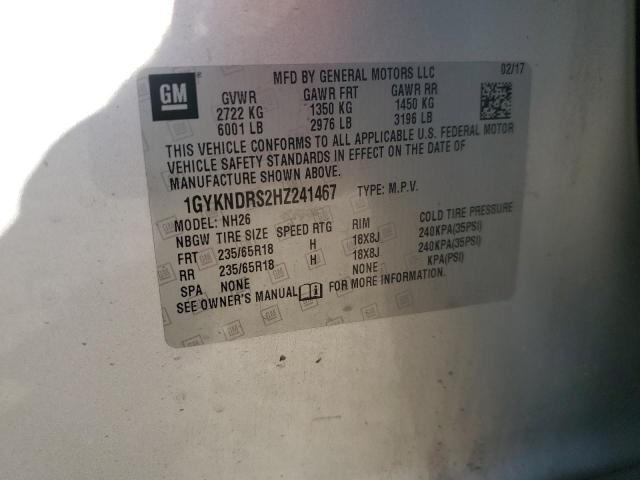 MFD BY GENERAL MOTORS LLC 02/17
GM
GVWR GAWR FRT GAWR RR
2722 KG 1350 KG 1450 KG
6001 LB 2976 LB 3196 LB
THIS VEHICLE CONFORMS TO ALL APPLICABLE U.S. FEDERAL MOTOR
VEHICLE SAFETY STANDARDS IN EFFECT ON THE DATE OF
MANUFACTURE SHOWN ABOVE.
1GYKNDRS2HZ241467 TYPE: M.P.V.
MODEL: NH26
NBGW TIRE SIZE SPEED RTG RIM COLD TIRE PRESSURE
FRT 235/65R18 H 18X8J 240KPA(35PSI)
RR 235/65R18 H 18X8J 240KPA(35PSI)
SPA NONE NONE KPA(PSI)
SEE OWNER'S MANUAL FOR MORE INFORMATION.